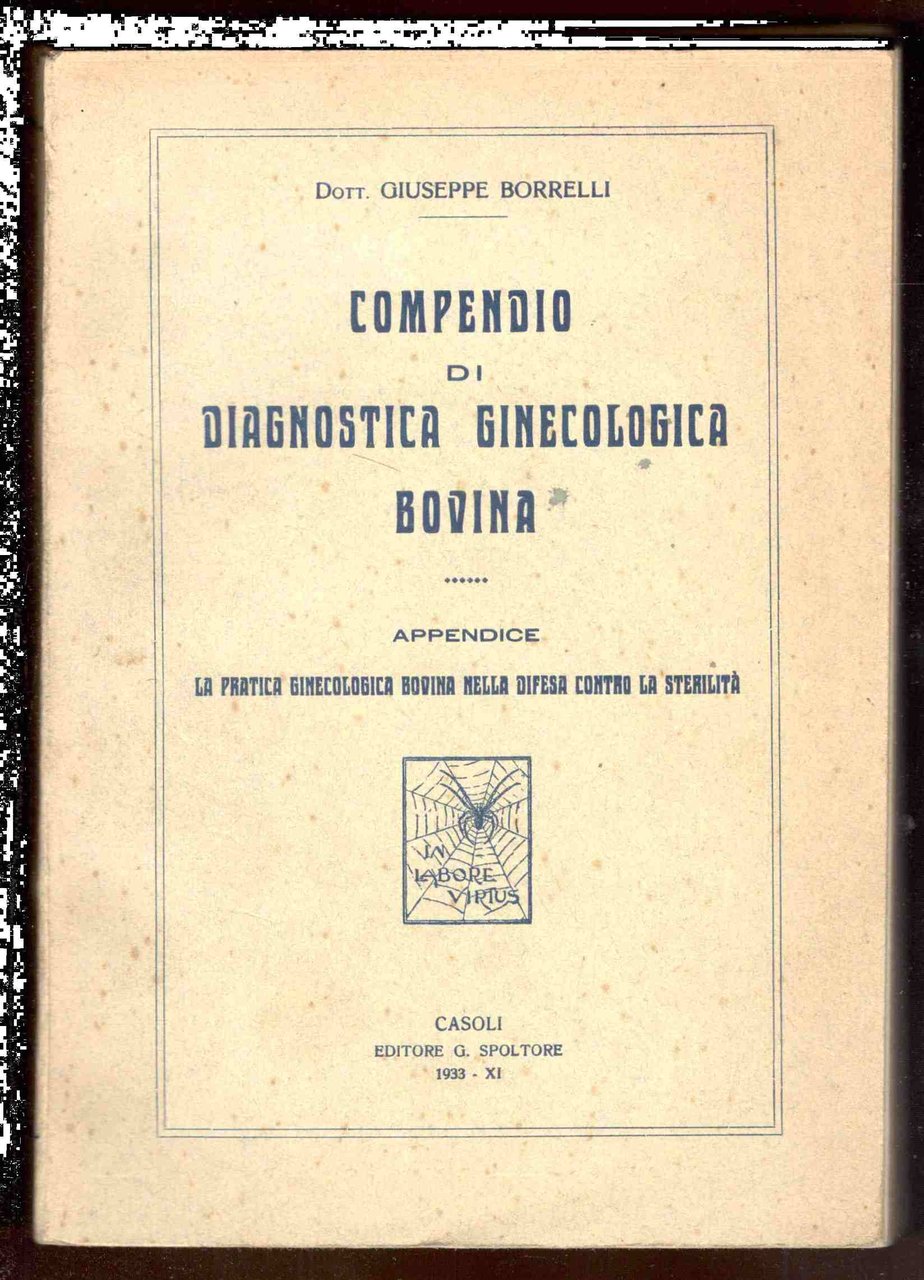 Dott. GIUSEPPE BORRELLI
COMPENDIO
DI
DIAGNOSTICA GINECOLOGICA
BOVINA
APPENDICE
LA PRATICA GINECOLOGICA BOVINA NELLA DIFESA CONTRO LA STERILITÀ
IN
LABORE
VIRTUS
CASOLI
EDITORE G. SPOLTORE
1933 - XI